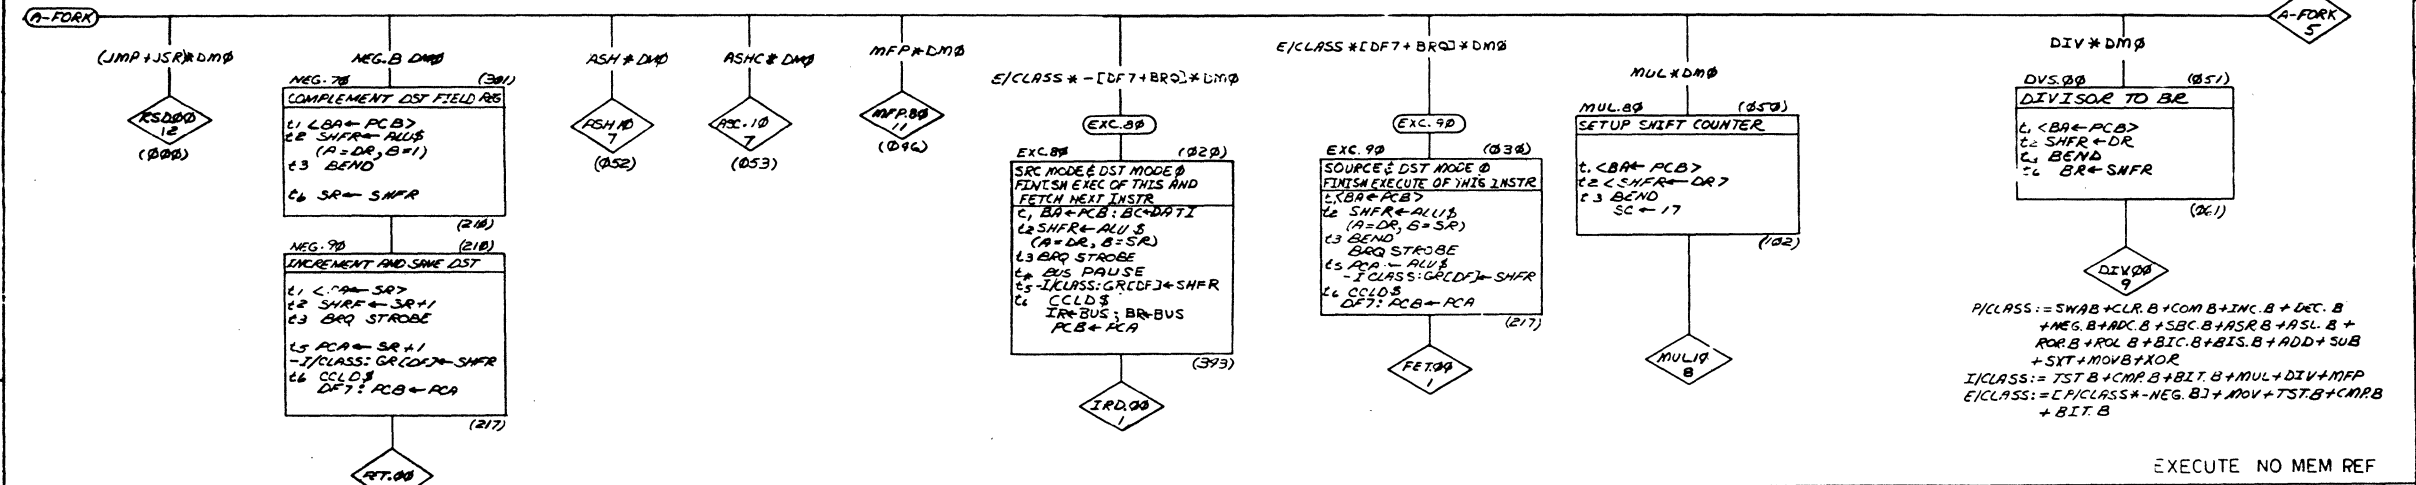 A-FORK
A-FORK
5
(JMP+JSR)*DMØ
RSD.ØØ
12
(ØØØ)
NEG.B DMØ
NEG.7Ø (3Ø1)
COMPLEMENT DST FIELD REG
t1 <BA←PCB>
t2 SHFR←ALU$
(A=DR, B=1)
t3 BEND
t6 SR←SHFR
(21Ø)
NEG.9Ø (21Ø)
INCREMENT AND SAVE DST
t1 <BA←SR>
t2 SHRF←SR+1
t3 BRQ STROBE
t5 PCA←SR+1
-I/CLASS: GR[DF]←SHFR
t6 CCLD$
DF7: PCB←PCA
(217)
FET.ØØ
ASH*DMØ
ASH.1Ø
7
(Ø52)
ASHC*DMØ
ASC.1Ø
7
(Ø53)
MFP*DMØ
MFP.8Ø
11
(Ø46)
E/CLASS*-[DF7+BRQ]*DMØ
EXC.8Ø
EXC.8Ø (Ø2Ø)
SRC MODE & DST MODE Ø
FINISH EXEC OF THIS AND
FETCH NEXT INSTR
t1 BA←PCB; BC←DATI
t2 SHFR←ALU$
(A=DR, B=SR)
t3 BRQ STROBE
BUS PAUSE
t5 -I/CLASS: GR[DF]←SHFR
t6 CCLD$
IR←BUS; BR←BUS
PCB←PCA
(343)
IRD.ØØ
1
E/CLASS*[DF7+BRQ]*DMØ
EXC.9Ø
EXC.9Ø (Ø3Ø)
SOURCE & DST MODE Ø
FINISH EXECUTE OF THIS INSTR
t1 <BA←PCB>
t2 SHFR←ALU$
(A=DR, B=SR)
t3 BEND
BRQ STROBE
t5 PCA←ALU$
-I CLASS: GR[DF]←SHFR
t6 CCLD$
DF7: PCB←PCA
(217)
FET.ØØ
1
MUL*DMØ
MUL.8Ø (Ø5Ø)
SETUP SHIFT COUNTER
t1 <BA←PCB>
t2 <SHFR←DR>
t3 BEND
SC←17
(1Ø2)
MUL1Ø
8
DIV*DMØ
DVS.ØØ (Ø51)
DIVISOR TO BR
t1 <BA←PCB>
t2 SHFR←DR
t3 BEND
t6 BR←SHFR
(Ø61)
DIV.ØØ
9
P/CLASS:=SWAB+CLR.B+COM B+INC.B+DEC.B
+NEG.B+ADC.B+SBC.B+ASR.B+ASL.B+
ROR.B+ROL B+BIC.B+BIS.B+ADD+SUB
+SXT+MOVB+XOR
I/CLASS:= TST B+CMP.B+BIT.B+MUL+DIV+MFP
E/CLASS:=[P/CLASS*-NEG.B]+MOV+TST.B+CMP.B
+BIT.B
EXECUTE NO MEM REF